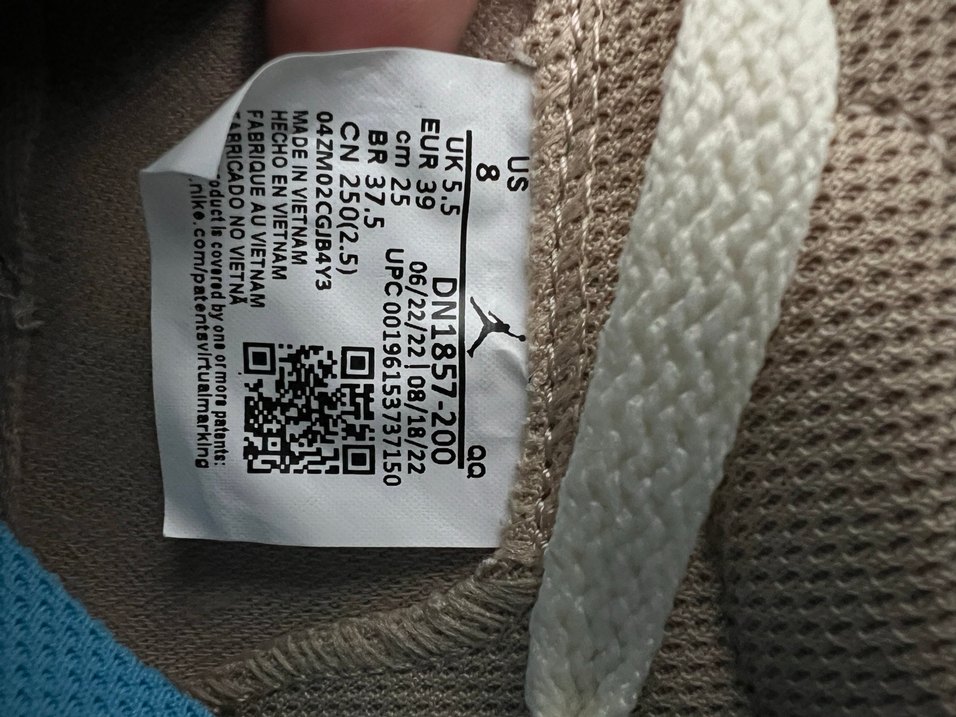 US
8
QQ
UK 5.5
EUR 39
cm 25
BR 37.5
CN 250(2.5)
DN1857-200
06/22/22 | 08/18/22
UPC 00196153737150
04ZM02CGJB4Y3
MADE IN VIETNAM
HECHO EN VIETNAM
FABRIQUE AU VIETNAM
FABRICADO NO VIETNÃ
oduct is covered by one or more patents:
.nike.com/patentsvirtualmarking